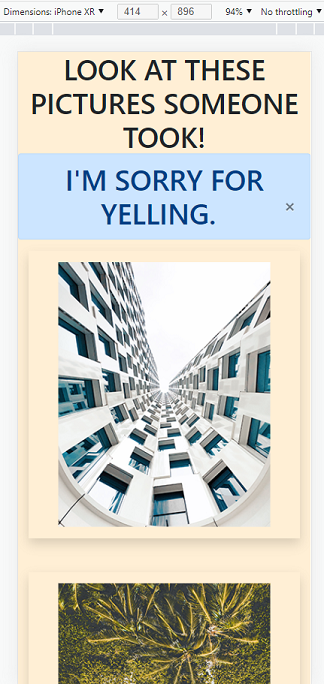 Dimensions: iPhone XR ▼ 414 × 896 94% ▼ No throttling ▼
LOOK AT THESE
PICTURES SOMEONE
TOOK!
I'M SORRY FOR
YELLING.
×